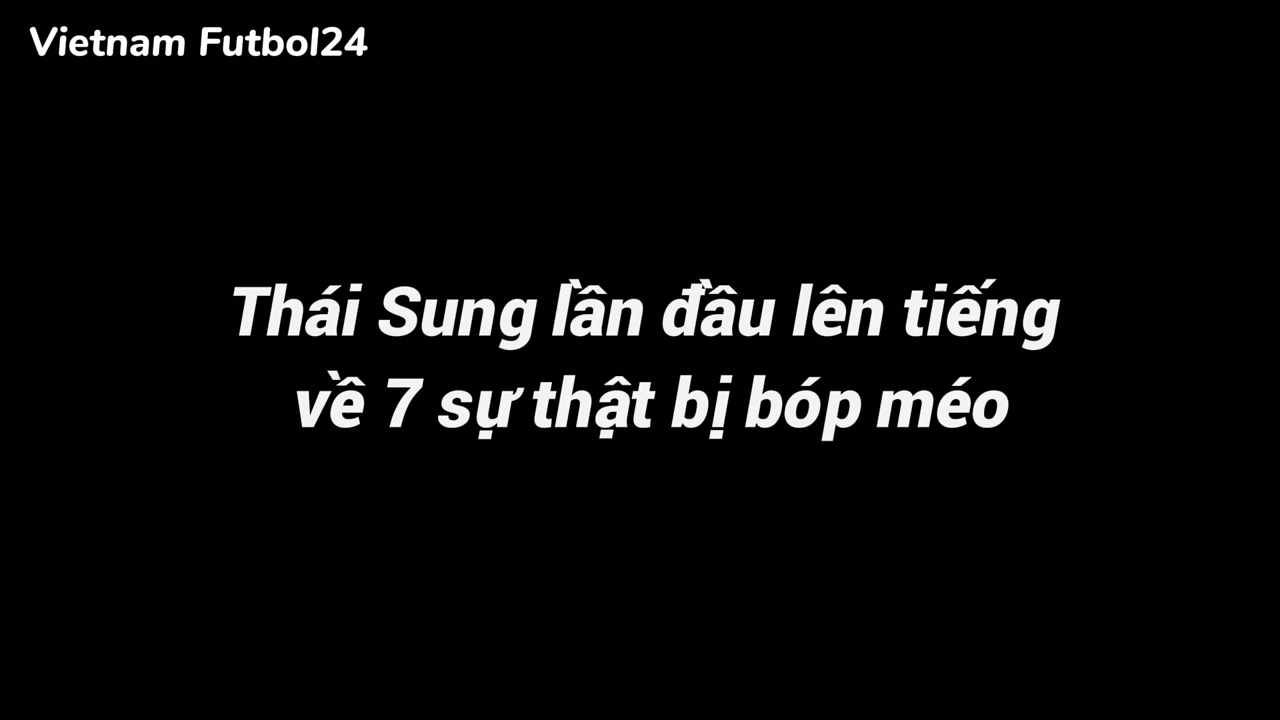 Vietnam Futbol24
Thái Sung lần đầu lên tiếng
về 7 sự thật bị bóp méo